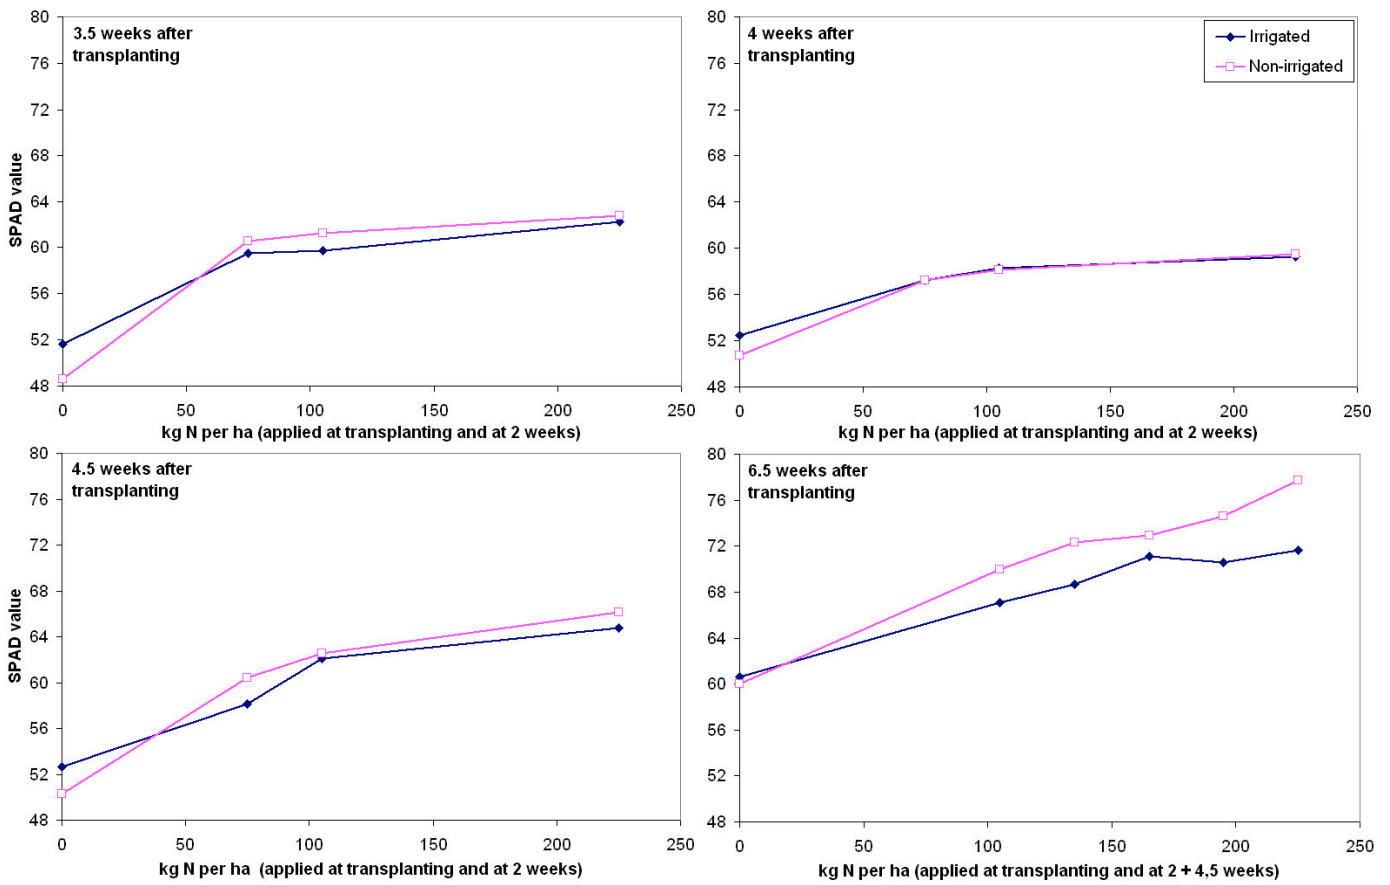 3.5 weeks after
transplanting
SPAD value
80
76
72
68
64
60
56
52
48
0 50 100 150 200 250
kg N per ha (applied at transplanting and at 2 weeks)
4 weeks after
transplanting
Irrigated
Non-irrigated
80
76
72
68
64
60
56
52
48
0 50 100 150 200 250
kg N per ha (applied at transplanting and at 2 weeks)
4.5 weeks after
transplanting
SPAD value
80
76
72
68
64
60
56
52
48
0 50 100 150 200 250
kg N per ha (applied at transplanting and at 2 weeks)
6.5 weeks after
transplanting
80
76
72
68
64
60
56
52
48
0 50 100 150 200 250
kg N per ha (applied at transplanting and at 2 + 4,5 weeks)